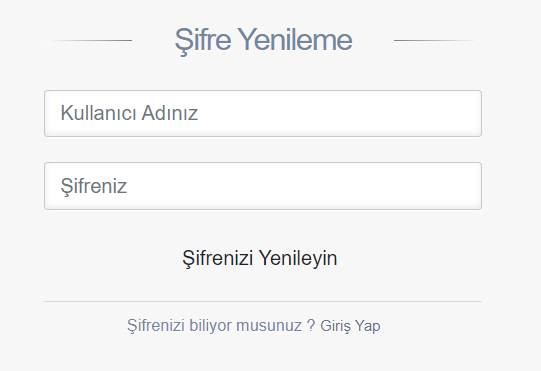 Şifre Yenileme
Kullanıcı Adınız
Şifreniz
Şifrenizi Yenileyin
Şifrenizi biliyor musunuz ? Giriş Yap